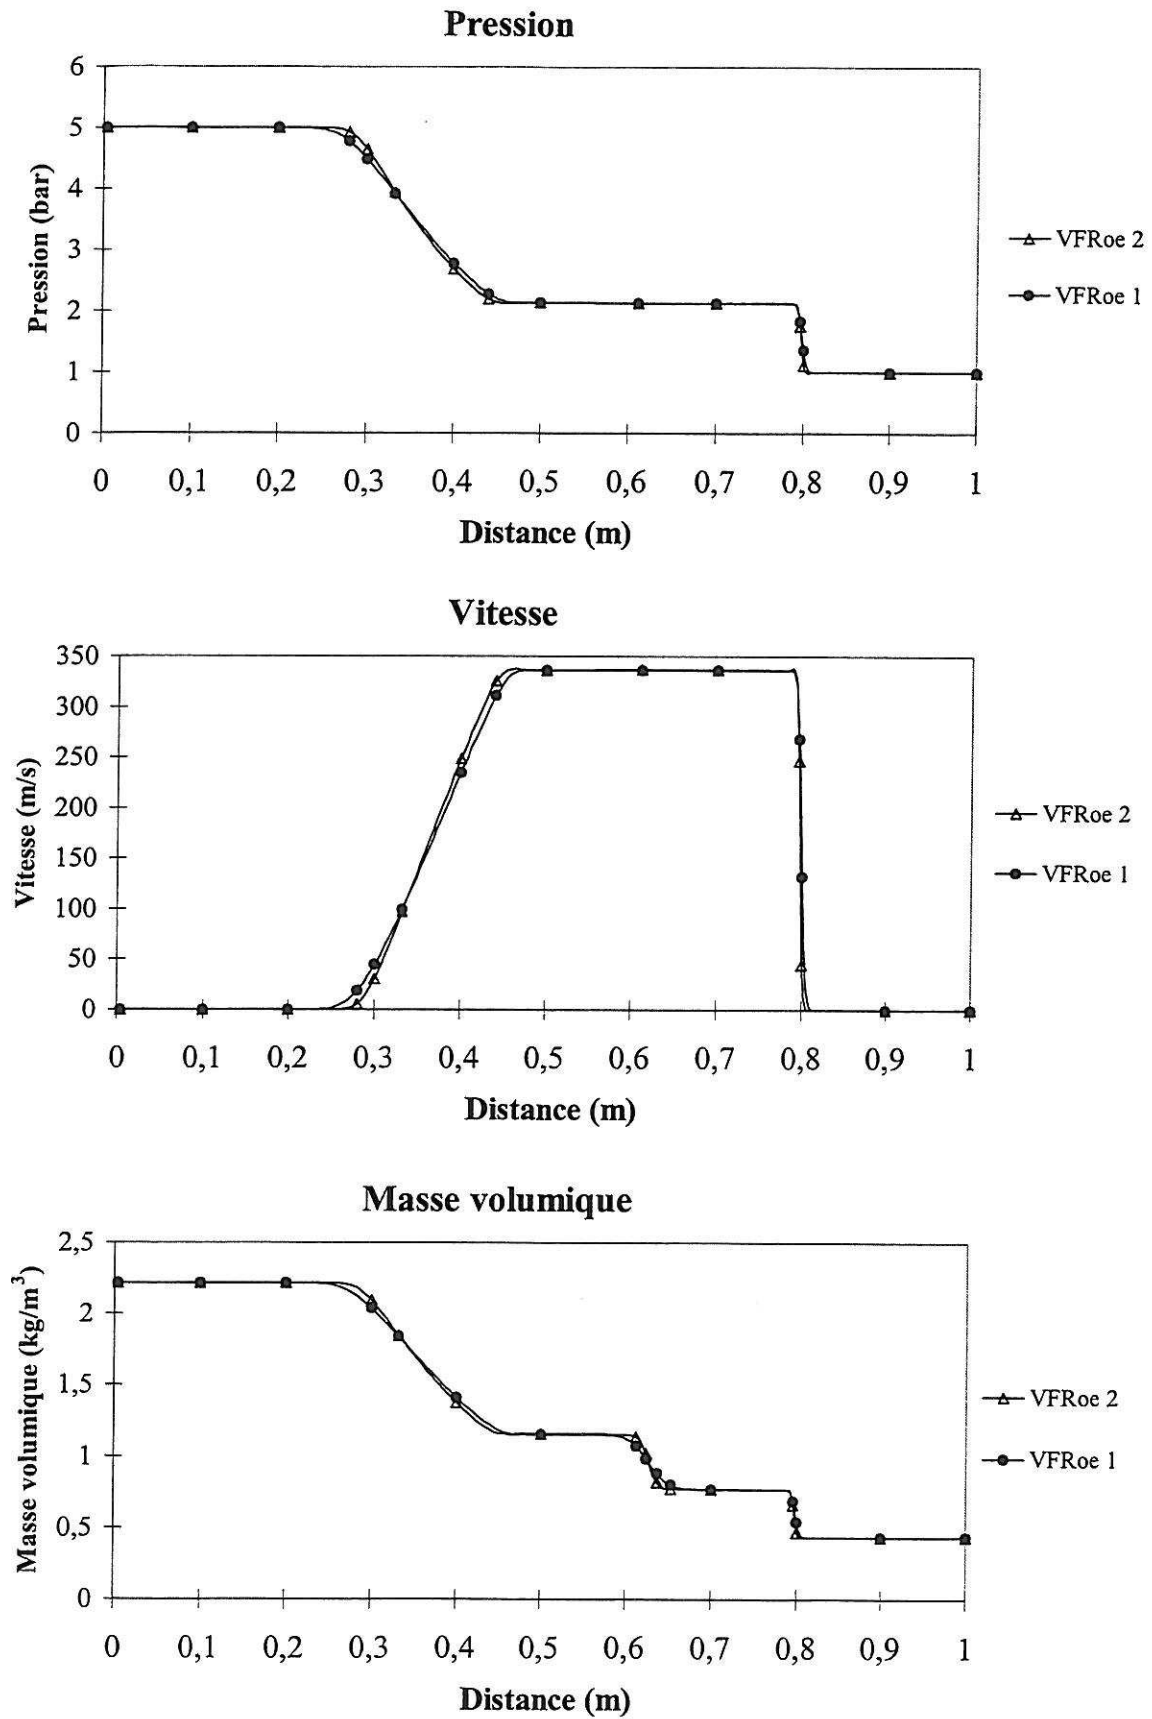 Pression
6
5
4
3
2
1
0
Pression (bar)
0 0,1 0,2 0,3 0,4 0,5 0,6 0,7 0,8 0,9 1
Distance (m)
VFRoe 2
VFRoe 1
Vitesse
350
300
250
200
150
100
50
0
Vitesse (m/s)
0 0,1 0,2 0,3 0,4 0,5 0,6 0,7 0,8 0,9 1
Distance (m)
VFRoe 2
VFRoe 1
Masse volumique
2,5
2
1,5
1
0,5
0
Masse volumique (kg/m³)
0 0,1 0,2 0,3 0,4 0,5 0,6 0,7 0,8 0,9 1
Distance (m)
VFRoe 2
VFRoe 1